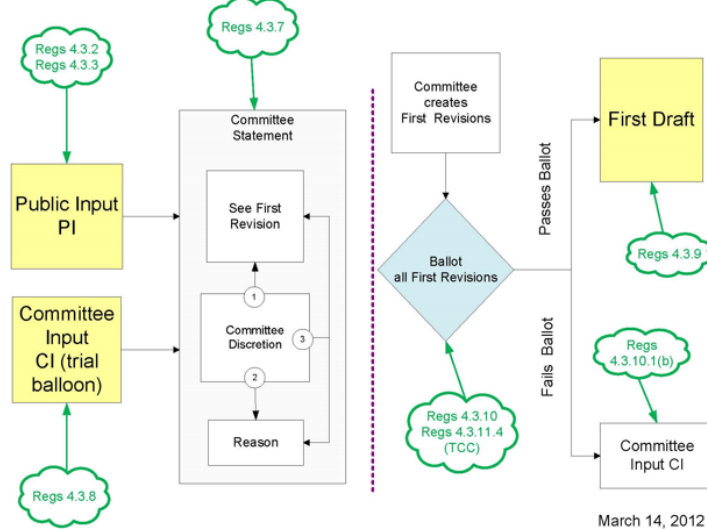 Regs 4.3.2
Regs 4.3.3
Regs 4.3.7
Public Input
PI
Committee
Input
CI (trial
balloon)
Regs 4.3.8
Committee
Statement
See First
Revision
1
Committee
Discretion
3
2
Reason
Committee
creates
First Revisions
Ballot
all First Revisions
Regs 4.3.10
Regs 4.3.11.4
(TCC)
Passes Ballot
Fails Ballot
First Draft
Regs 4.3.9
Regs
4.3.10.1(b)
Committee
Input CI
March 14, 2012